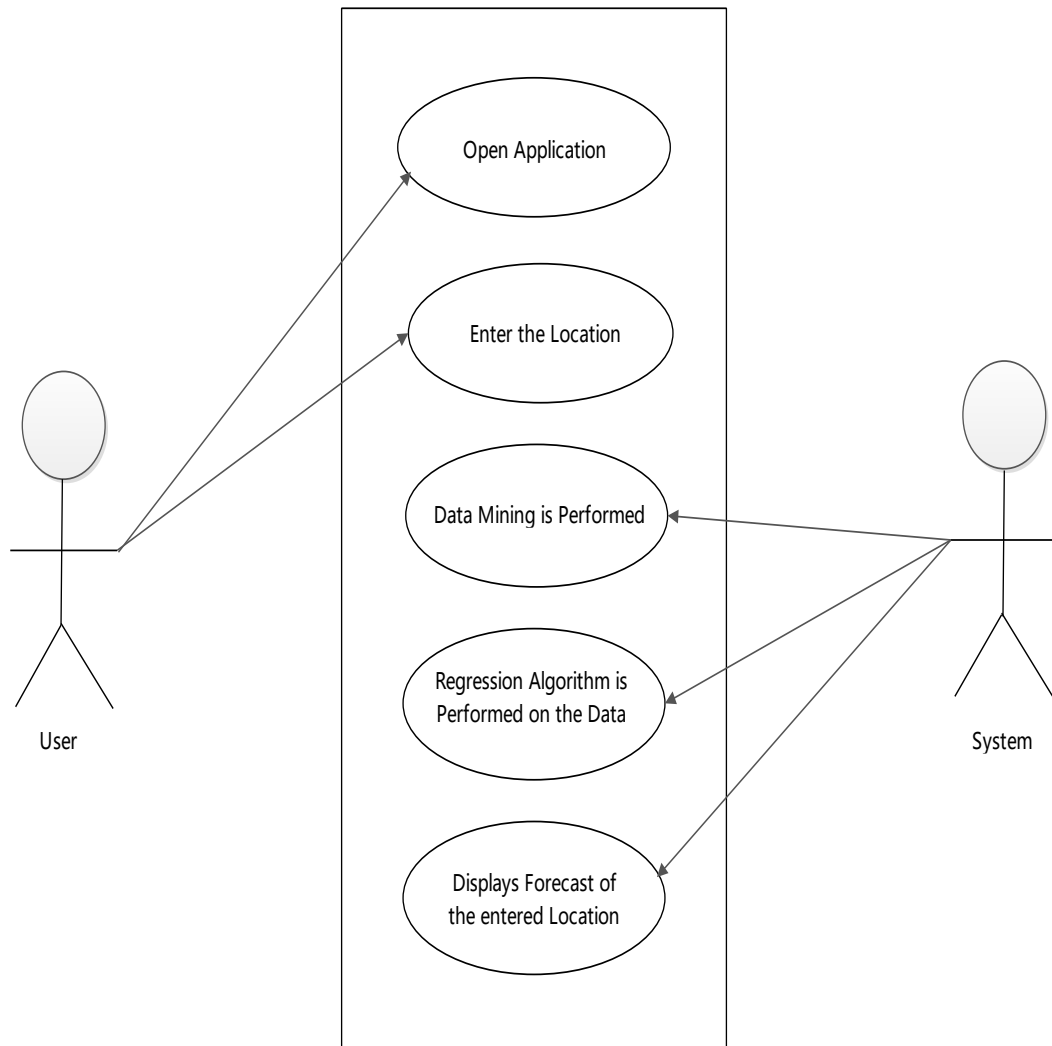 Open Application
Enter the Location
Data Mining is Performed
Regression Algorithm is
Performed on the Data
User
System
Displays Forecast of
the entered Location